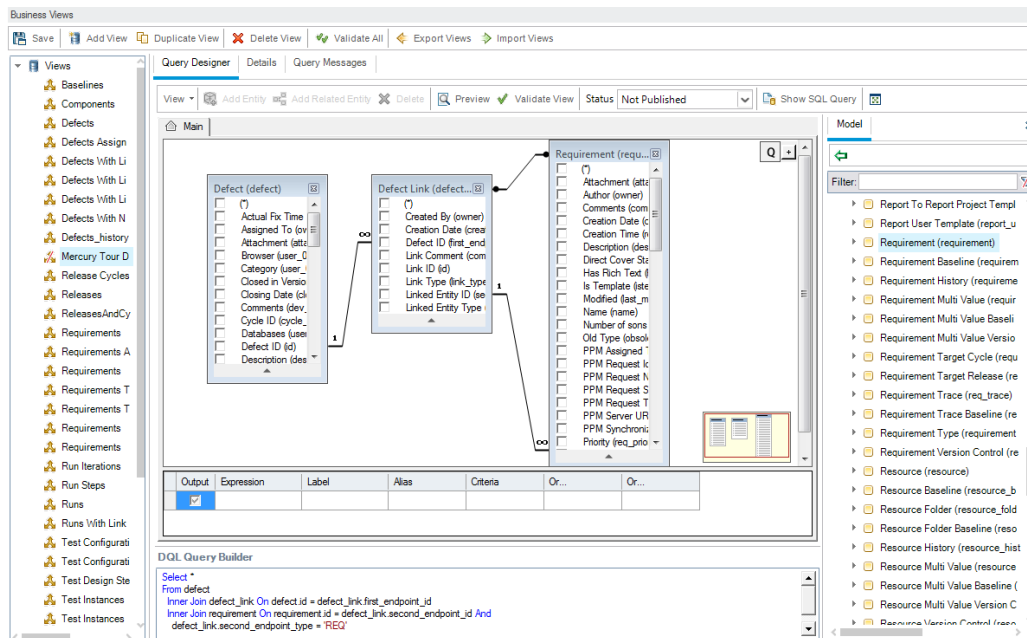 Business Views
Save Add View Duplicate View Delete View Validate All Export Views Import Views
Views
Baselines
Components
Defects
Defects Assign
Defects With Li
Defects With Li
Defects With Li
Defects With N
Defects_history
Mercury Tour D
Release Cycles
Releases
ReleasesAndCy
Requirements
Requirements A
Requirements
Requirements T
Requirements T
Requirements
Requirements
Run Iterations
Run Steps
Runs
Runs With Link
Test Configurati
Test Configurati
Test Design Ste
Test Instances
Test Instances
Query Designer Details Query Messages
View Add Entity Add Related Entity Delete Preview Validate View Status Not Published Show SQL Query
Main
Q +
Defect (defect)
(*)
Actual Fix Time
Assigned To (ow
Attachment (atta
Browser (user_0
Category (user_
Closed in Versio
Closing Date (cl
Comments (dev_
Cycle ID (cycle_
Databases (use
Defect ID (id)
Description (des
∞
1
Defect Link (defect...
(*)
Created By (owner)
Creation Date (crea
Defect ID (first_end
Link Comment (com
Link ID (id)
Link Type (link_type
Linked Entity ID (se
Linked Entity Type
1
∞
Requirement (requ...
(*)
Attachment (atta
Author (owner)
Comments (com
Creation Date (c
Creation Time (r
Description (des
Direct Cover Sta
Has Rich Text (
Is Template (iste
Modified (last_m
Name (name)
Number of sons
Old Type (obsol
PPM Assigned T
PPM Request Id
PPM Request N
PPM Request S
PPM Request T
PPM Server UR
PPM Synchroni
Priority (req_prio
Output Expression Label Alias Criteria Or... Or...
DQL Query Builder
Select *
From defect
Inner Join defect_link On defect.id = defect_link.first_endpoint_id
Inner Join requirement On requirement.id = defect_link.second_endpoint_id And
defect_link.second_endpoint_type = 'REQ'
Model
Filter:
Report To Report Project Templ
Report User Template (report_u
Requirement (requirement)
Requirement Baseline (requirem
Requirement History (requireme
Requirement Multi Value (requir
Requirement Multi Value Baseli
Requirement Multi Value Versio
Requirement Target Cycle (requ
Requirement Target Release (re
Requirement Trace (req_trace)
Requirement Trace Baseline (re
Requirement Type (requirement
Requirement Version Control (re
Resource (resource)
Resource Baseline (resource_b
Resource Folder (resource_fold
Resource Folder Baseline (reso
Resource History (resource_hist
Resource Multi Value (resource
Resource Multi Value Baseline (
Resource Multi Value Version C
Resource Version Control (reso